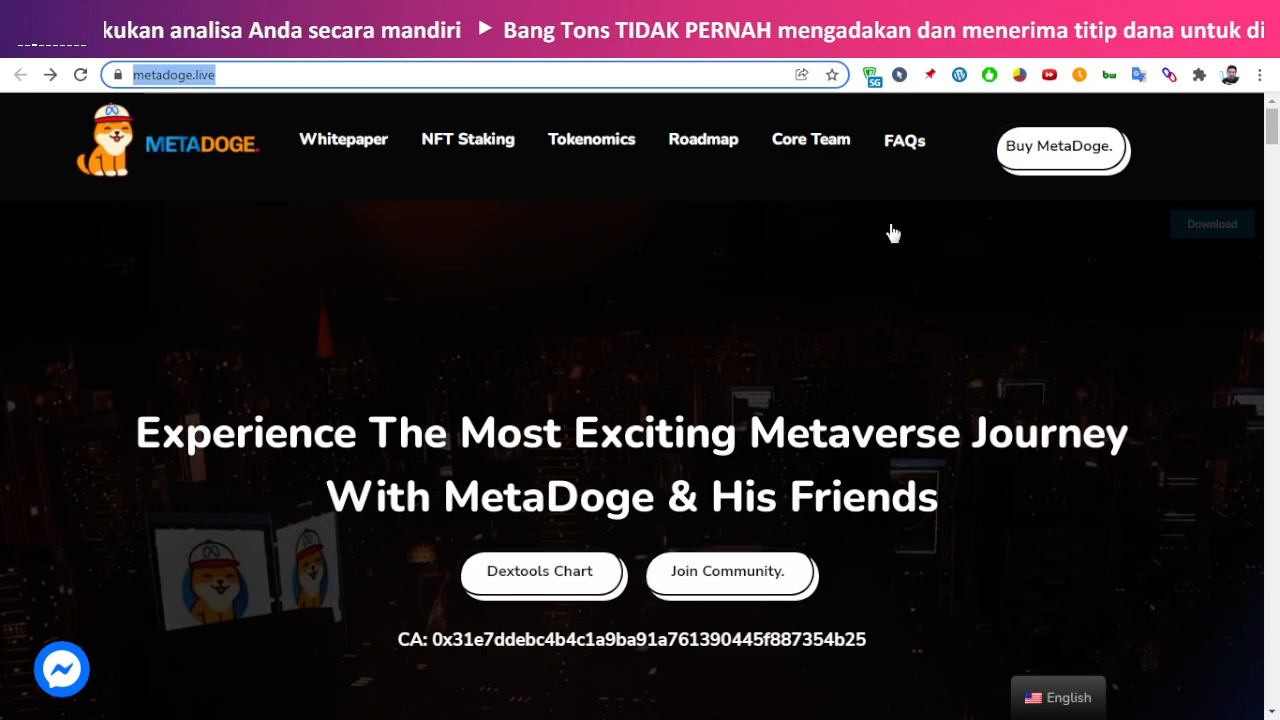 kukan analisa Anda secara mandiri ▶ Bang Tons TIDAK PERNAH mengadakan dan menerima titip dana untuk di
metadoge.live
SG
bw
METADOGE.
Whitepaper
NFT Staking
Tokenomics
Roadmap
Core Team
FAQs
Buy MetaDoge.
Download
Experience The Most Exciting Metaverse Journey
With MetaDoge & His Friends
Dextools Chart
Join Community.
CA: 0x31e7ddebc4b4c1a9ba91a761390445f887354b25
English